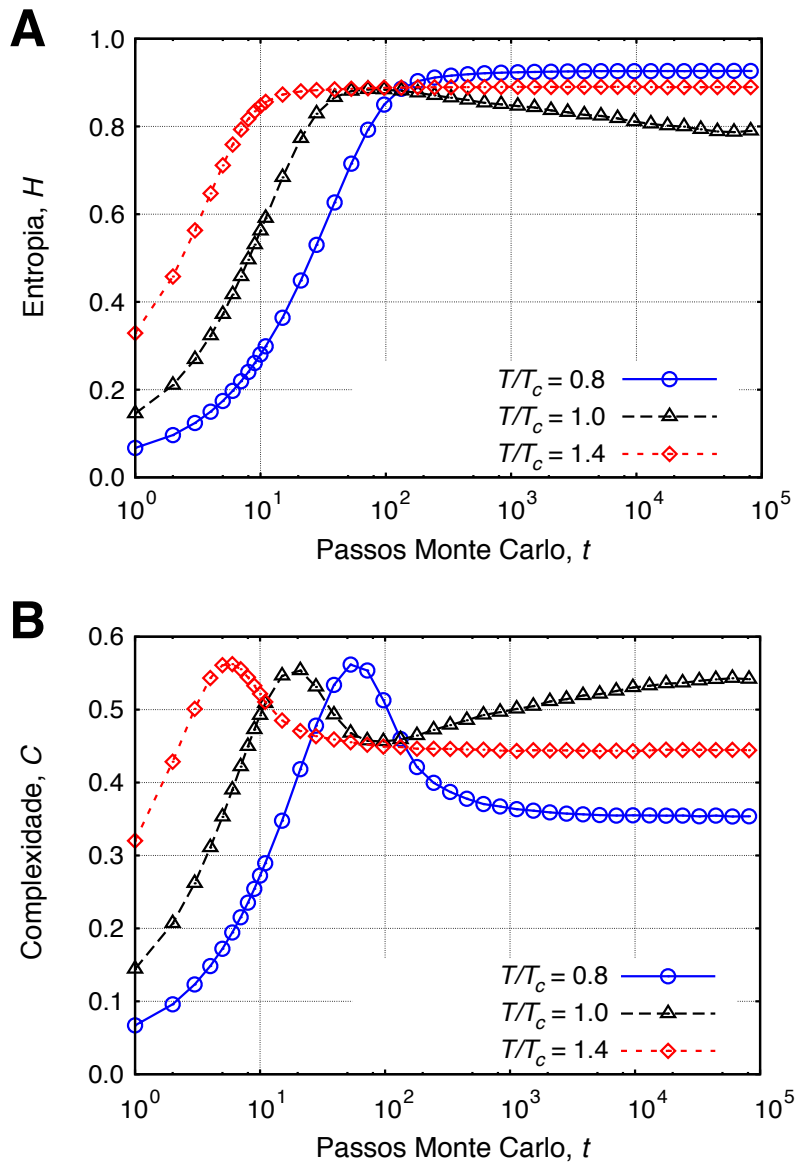 A
Entropia, H
1.0
0.8
0.6
0.4
0.2
0.0
T/Tc = 0.8
T/Tc = 1.0
T/Tc = 1.4
10^0 10^1 10^2 10^3 10^4 10^5
Passos Monte Carlo, t
B
Complexidade, C
0.6
0.5
0.4
0.3
0.2
0.1
0.0
T/Tc = 0.8
T/Tc = 1.0
T/Tc = 1.4
10^0 10^1 10^2 10^3 10^4 10^5
Passos Monte Carlo, t